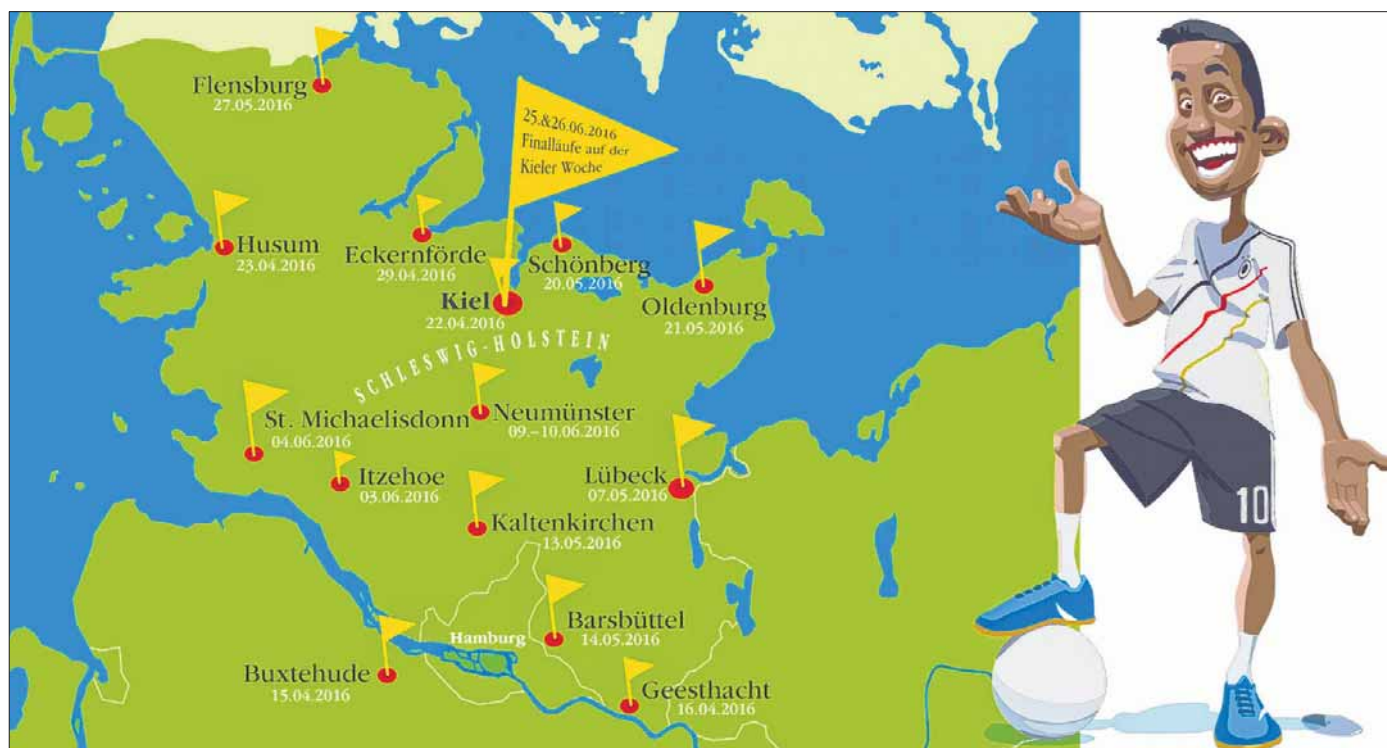 Flensburg
27.05.2016
25.&26.06.2016
Finalläufe auf der
Kieler Woche
Husum
23.04.2016
Eckernförde
29.04.2016
Schönberg
20.05.2016
Kiel
22.04.2016
Oldenburg
21.05.2016
SCHLESWIG-HOLSTEIN
St. Michaelisdonn
04.06.2016
Neumünster
09.–10.06.2016
Itzehoe
03.06.2016
Lübeck
07.05.2016
Kaltenkirchen
13.05.2016
Barsbüttel
14.05.2016
Hamburg
Buxtehude
15.04.2016
Geesthacht
16.04.2016
10